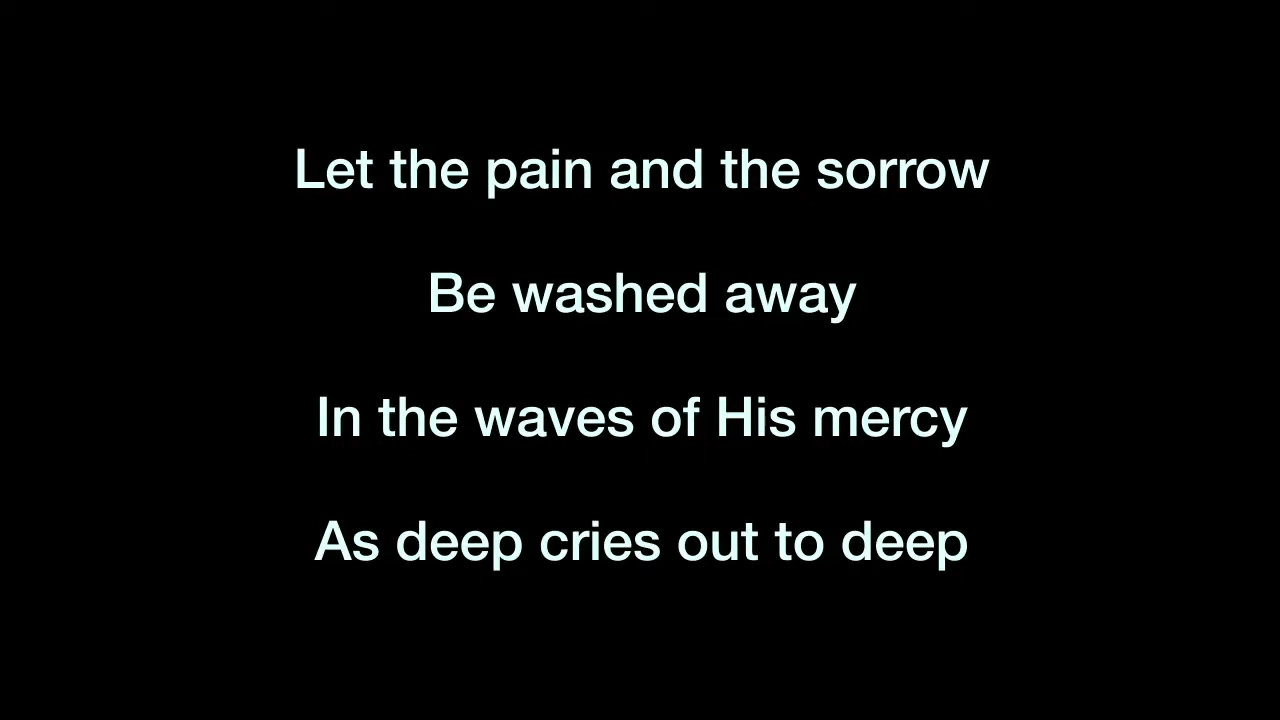 Let the pain and the sorrow
Be washed away
In the waves of His mercy
As deep cries out to deep